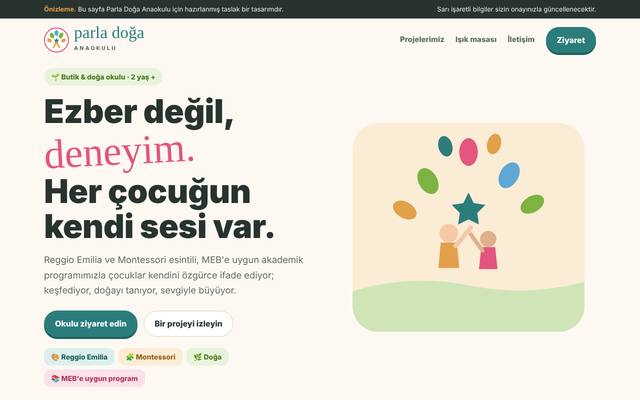 Önizleme. Bu sayfa Parla Doğa Anaokulu için hazırlanmış taslak bir tasarımdır.
Sarı işaretli bilgiler sizin onayınızla güncellenecektir.
parla doğa
ANAOKULU
Projelerimiz
Işık masası
İletişim
Ziyaret
🌱 Butik & doğa okulu · 2 yaş +
Ezber değil,
deneyim.
Her çocuğun
kendi sesi var.
Reggio Emilia ve Montessori esintili, MEB'e uygun akademik
programımızla çocuklar kendini özgürce ifade ediyor;
keşfediyor, doğayı tanıyor, sevgiyle büyüyor.
Okulu ziyaret edin
Bir projeyi izleyin
🎨 Reggio Emilia
🧩 Montessori
🌿 Doğa
📚 MEB'e uygun program